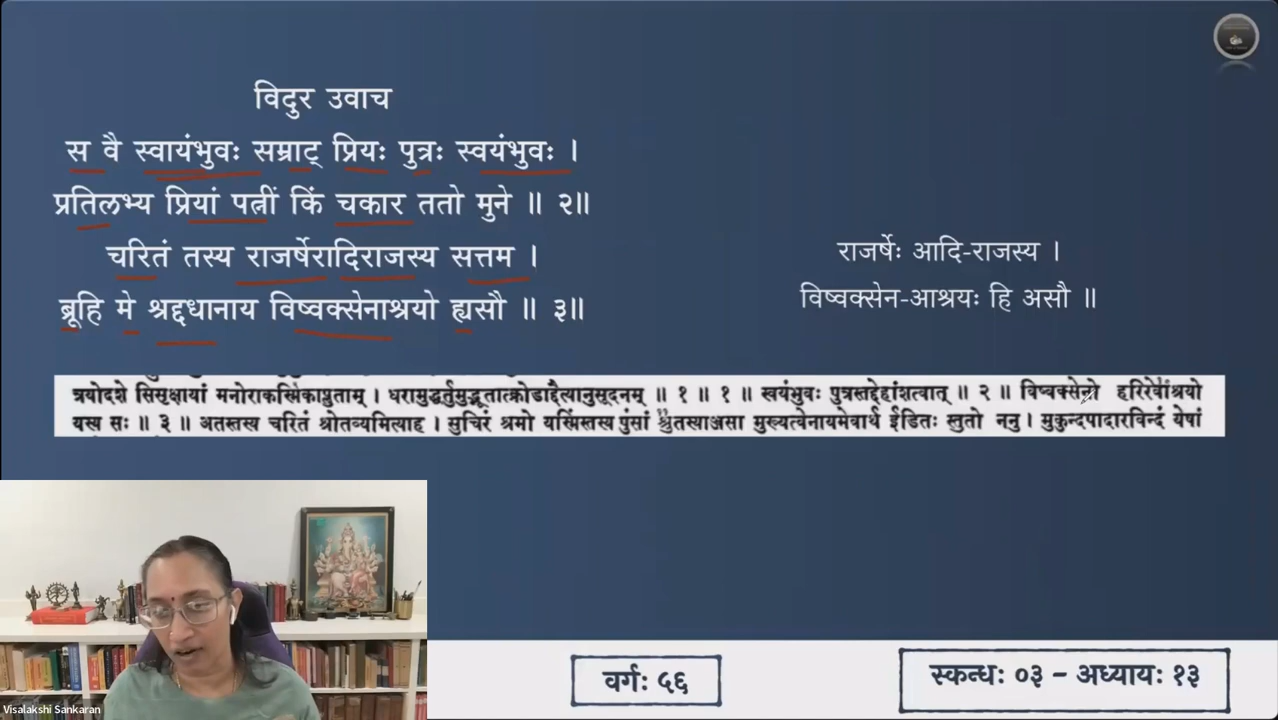 विदुर उवाच
स वै स्वायंभुवः सम्राट् प्रियः पुत्रः स्वयंभुवः ।
प्रतिलभ्य प्रियां पत्नीं किं चकार ततो मुने ॥ २॥
चरितं तस्य राजर्षेरादिराजस्य सत्तम ।
ब्रूहि मे श्रद्दधानाय विष्वक्सेनाश्रयो ह्यसौ ॥ ३॥
राजर्षेः आदि-राजस्य ।
विष्वक्सेन-आश्रयः हि असौ ॥
त्रयोदशे सिसृक्षायां मनोराकस्मिकाप्लुताम् । धरामुद्धर्तुमुद्भूतात्क्रोडाद्दैत्यानुसूदनम् ॥ १ ॥ १ ॥ स्वयंभुवः पुत्रस्तद्देहांशत्वात् ॥ २ ॥ विष्वक्सेनो हरिरेवाश्रयो
यस्य सः ॥ ३ ॥ अतस्तस्य चरितं श्रोतव्यमित्याह । सुचिरं श्रमो यस्मिंस्तस्य पुंसां श्रुतस्याञ्जसा मुख्यत्वेनायमेवार्थ ईडितः स्तुतो ननु । मुकुन्दपादारविन्दं येषां
वर्गः ५६
स्कन्धः ०३ – अध्यायः १३
Visalakshi Sankaran